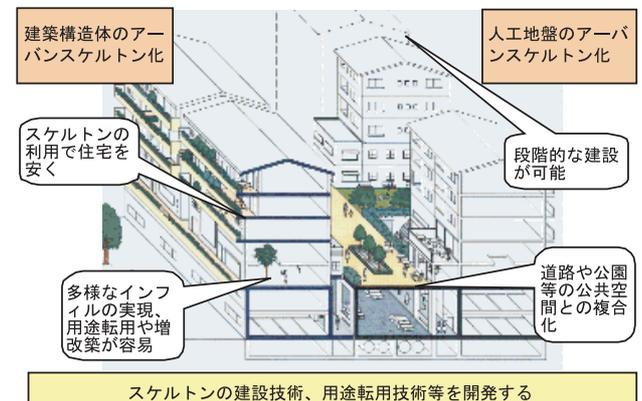 建築構造体のアー
バンスケルトン化
人工地盤のアーバ
ンスケルトン化
スケルトンの
利用で住宅を
安く
段階的な建設
が可能
多様なインフ
ィルの実現、
用途転用や増
改築が容易
道路や公園
等の公共空
間との複合
化
スケルトンの建設技術、用途転用技術等を開発する